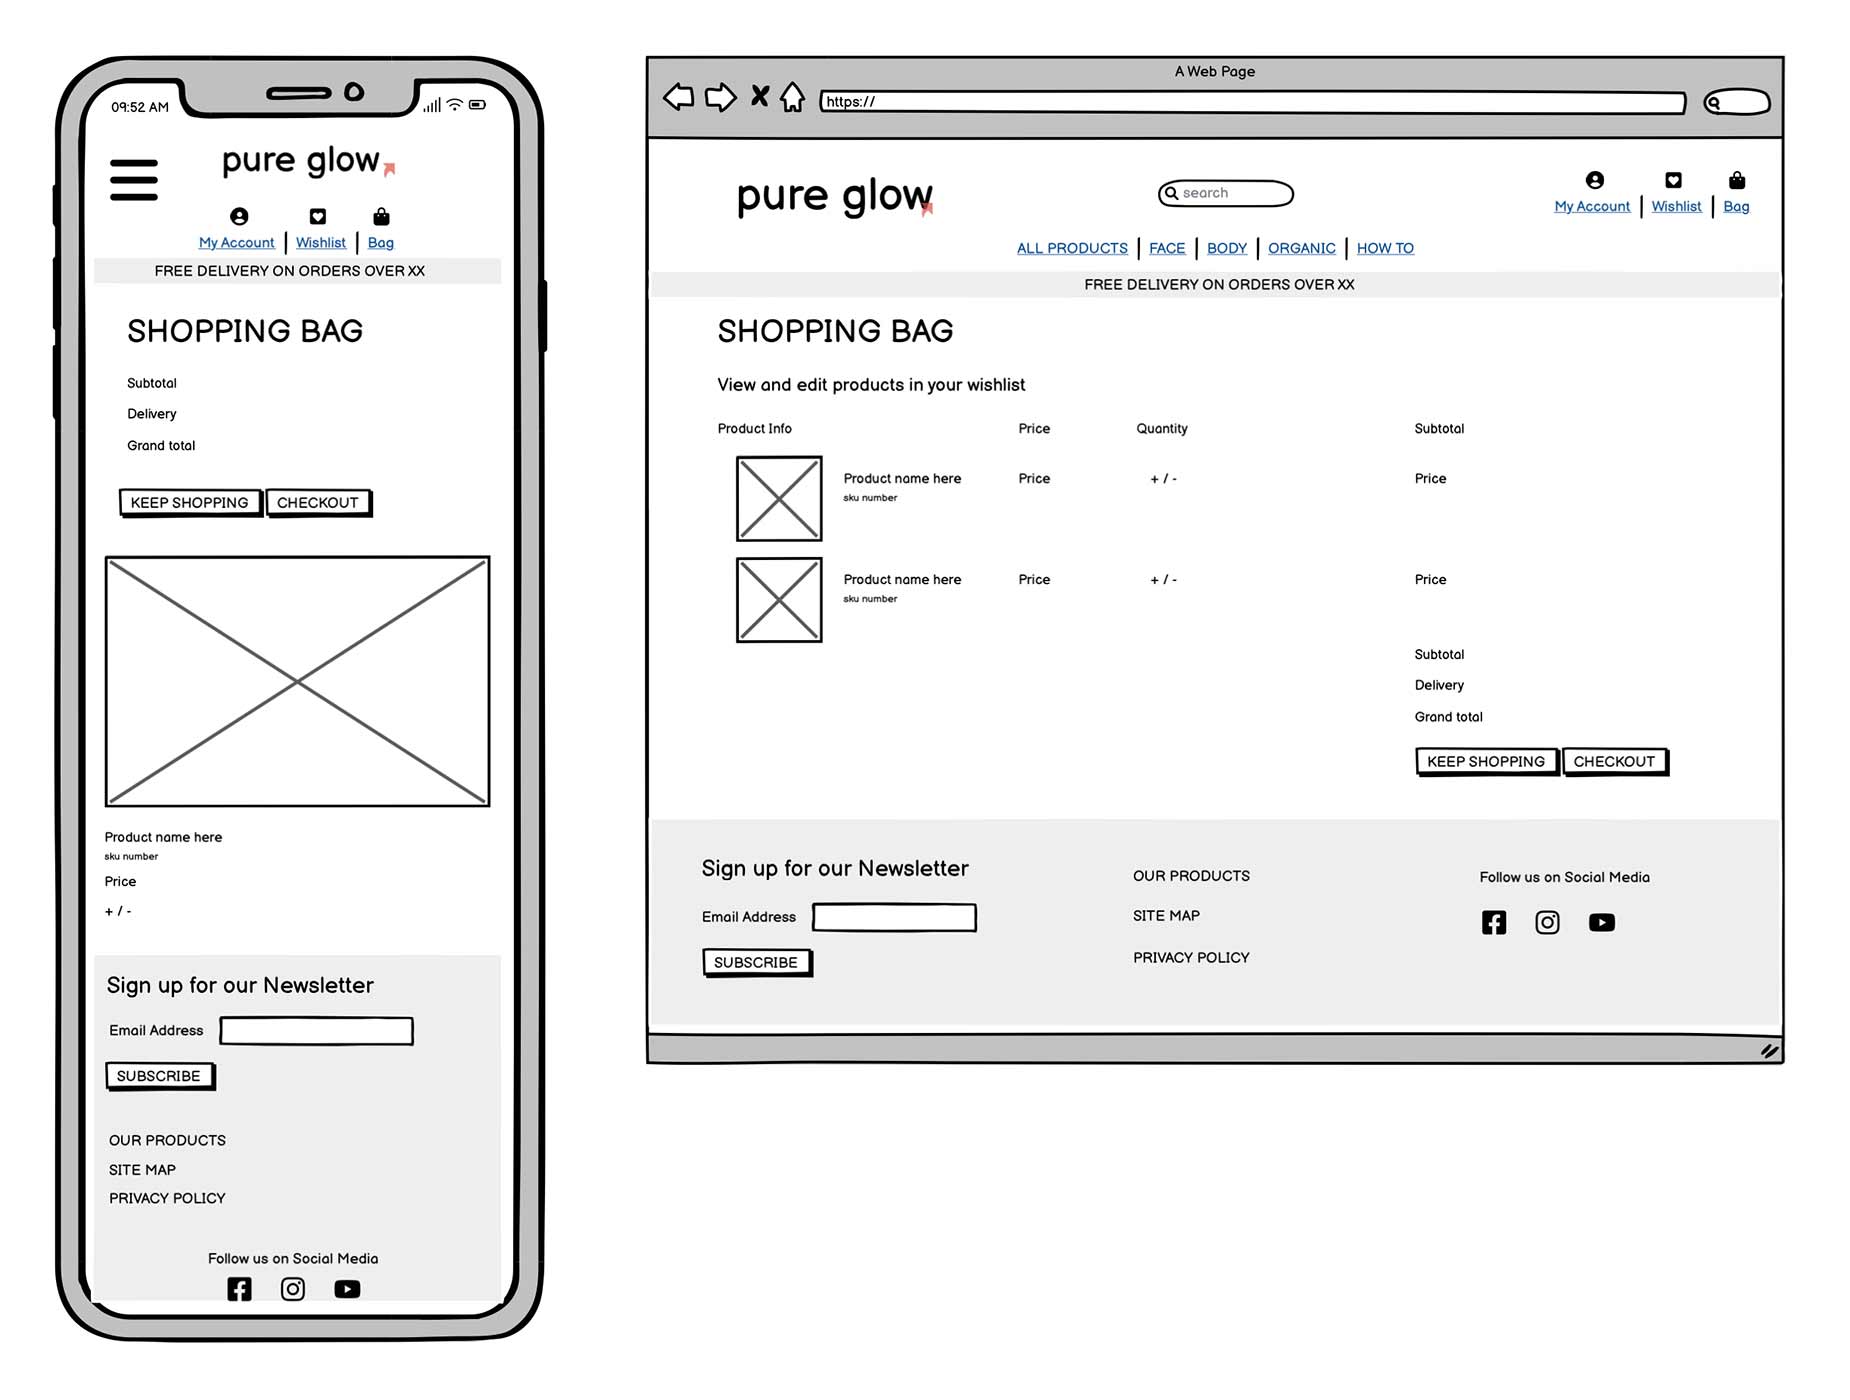 09:52 AM
pure glow
My Account | Wishlist | Bag
FREE DELIVERY ON ORDERS OVER XX
SHOPPING BAG
Subtotal
Delivery
Grand total
KEEP SHOPPING CHECKOUT
Product name here
sku number
Price
+ / -
Sign up for our Newsletter
Email Address
SUBSCRIBE
OUR PRODUCTS
SITE MAP
PRIVACY POLICY
Follow us on Social Media
A Web Page
https://
pure glow
search
My Account | Wishlist | Bag
ALL PRODUCTS | FACE | BODY | ORGANIC | HOW TO
FREE DELIVERY ON ORDERS OVER XX
SHOPPING BAG
View and edit products in your wishlist
Product Info Price Quantity Subtotal
Product name here Price + / - Price
sku number
Product name here Price + / - Price
sku number
Subtotal
Delivery
Grand total
KEEP SHOPPING CHECKOUT
Sign up for our Newsletter
Email Address
SUBSCRIBE
OUR PRODUCTS
SITE MAP
PRIVACY POLICY
Follow us on Social Media